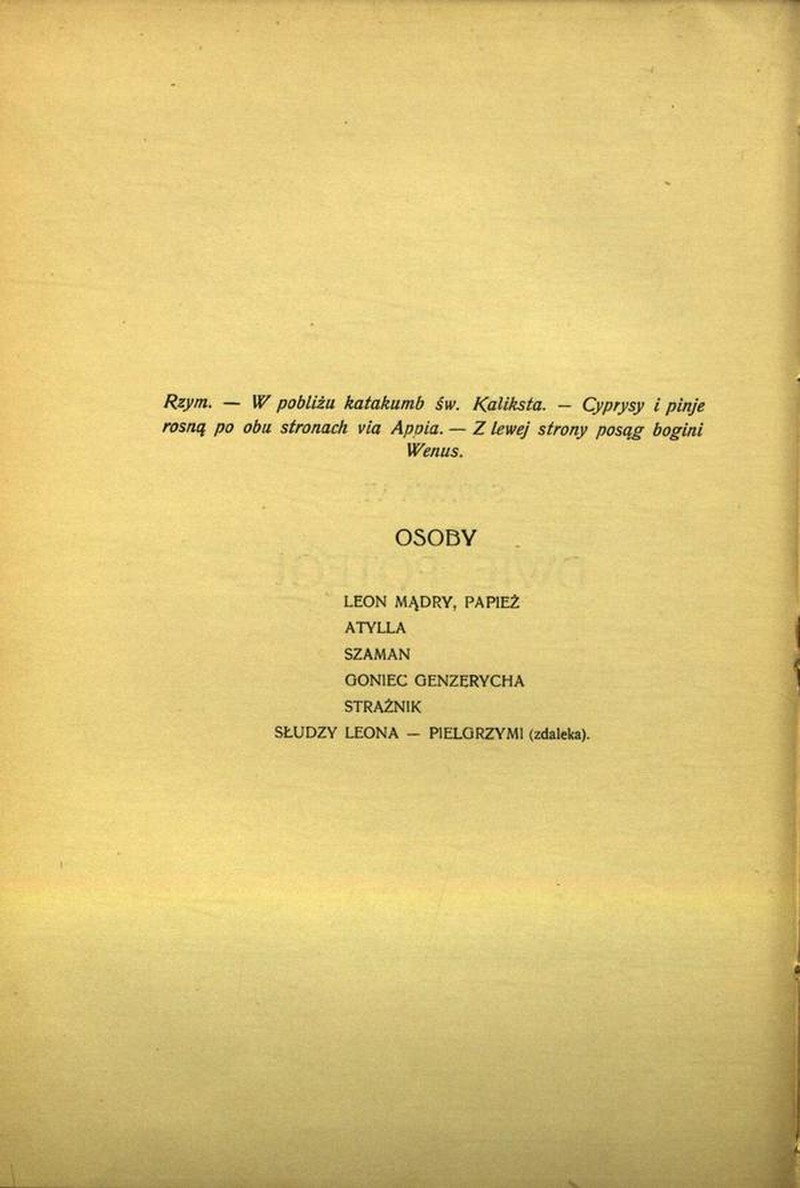 Rzym. — W pobliżu katakumb św. Kaliksta. — Cyprysy i pinje
rosną po obu stronach via Appia. — Z lewej strony posąg bogini
Wenus.
OSOBY
LEON MĄDRY, PAPIEŻ
ATYLLA
SZAMAN
GONIEC GENZERYCHA
STRAŻNIK
SŁUDZY LEONA — PIELGRZYMI (zdaleka).